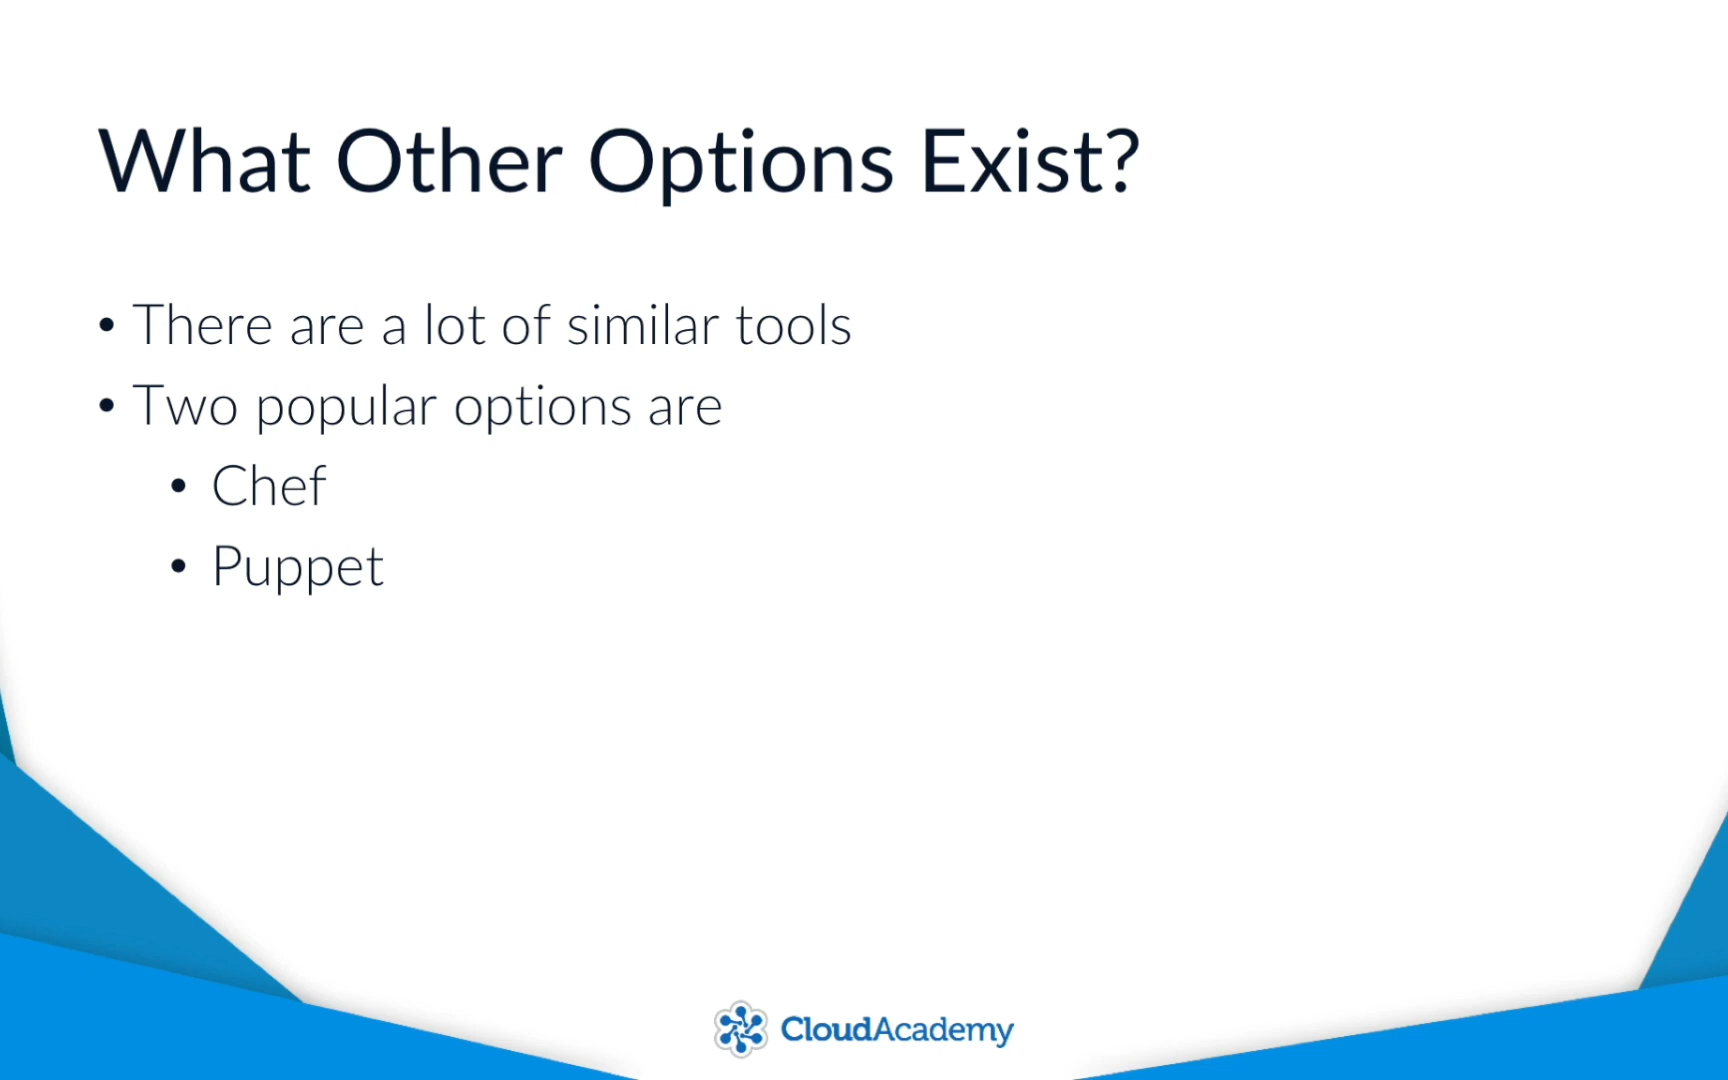 What Other Options Exist?
• There are a lot of similar tools
• Two popular options are
• Chef
• Puppet
CloudAcademy